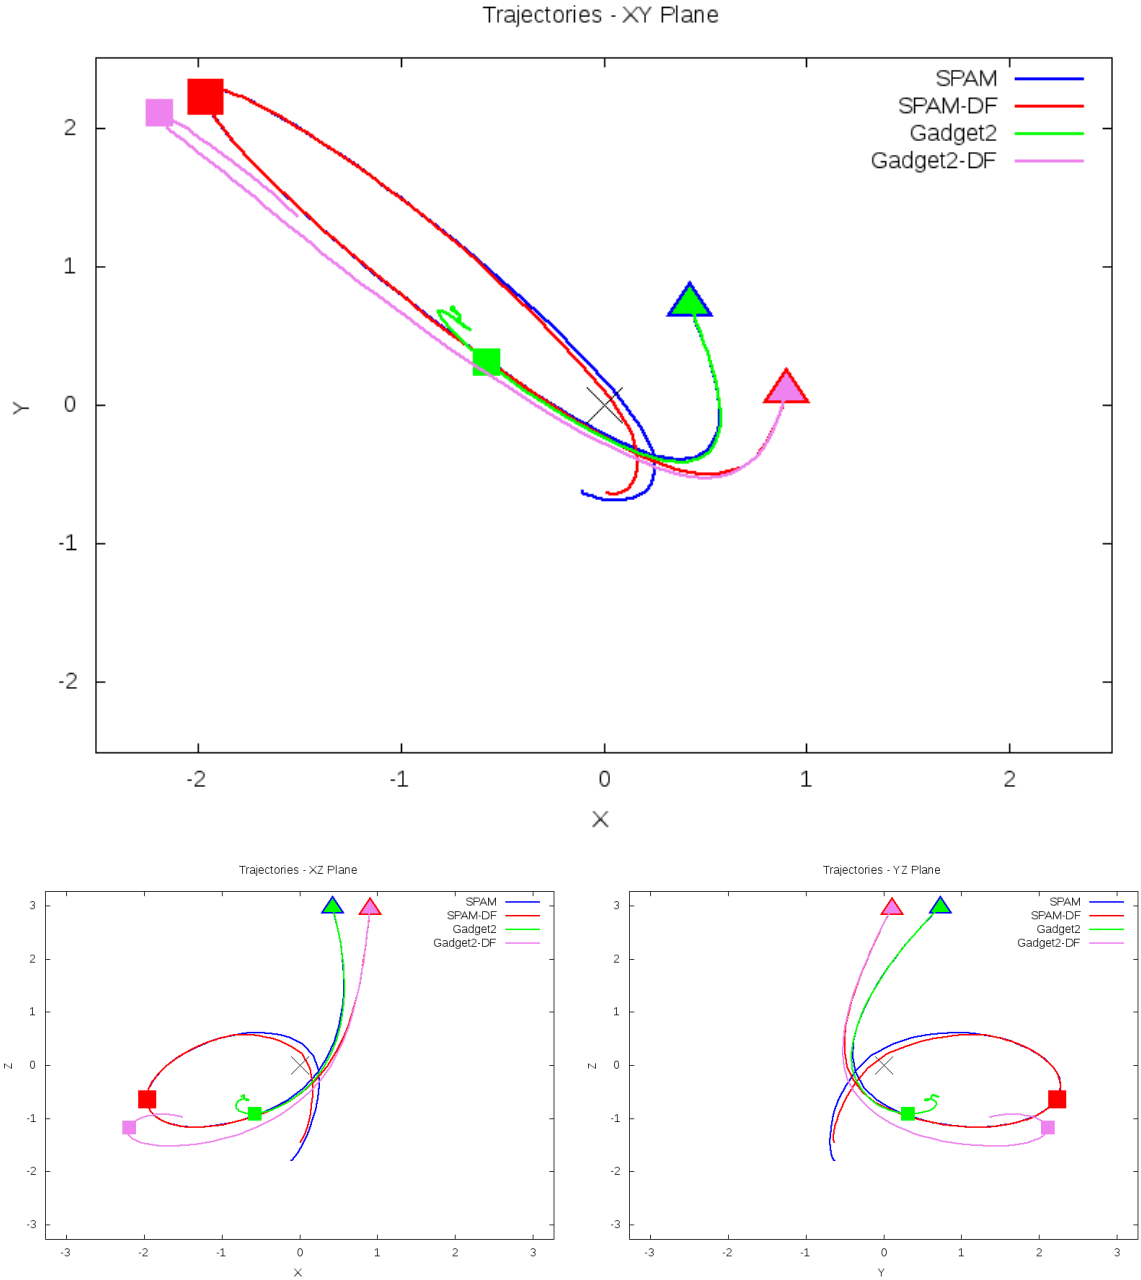 Trajectories - XY Plane
SPAM
SPAM-DF
Gadget2
Gadget2-DF
2
1
0
-1
-2
Y
-2 -1 0 1 2
X
Trajectories - XZ Plane
SPAM
SPAM-DF
Gadget2
Gadget2-DF
3
2
1
0
-1
-2
-3
Z
-3 -2 -1 0 1 2 3
X
Trajectories - YZ Plane
SPAM
SPAM-DF
Gadget2
Gadget2-DF
3
2
1
0
-1
-2
-3
Z
-3 -2 -1 0 1 2 3
Y